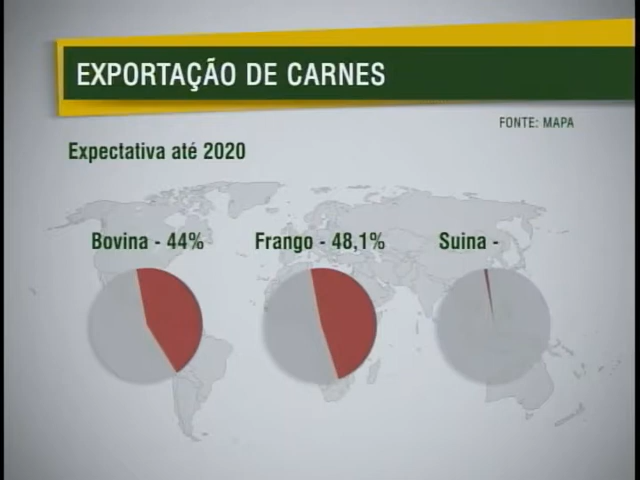 EXPORTAÇÃO DE CARNES
FONTE: MAPA
Expectativa até 2020
Bovina - 44%
Frango - 48,1%
Suina -